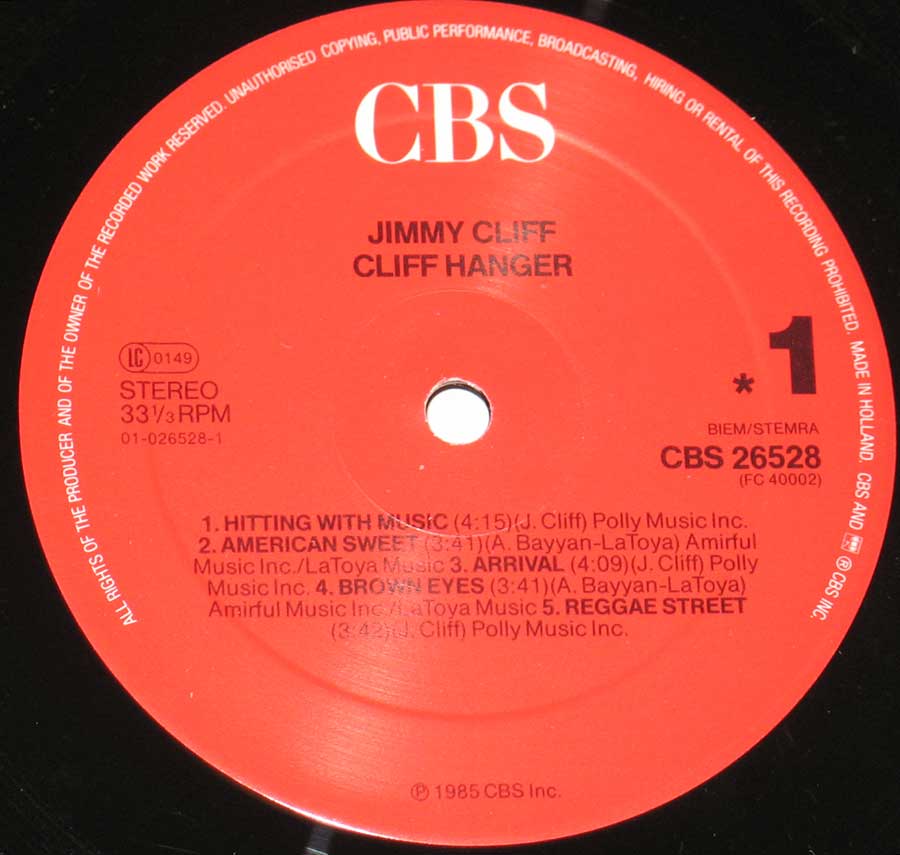 ALL RIGHTS OF THE PRODUCER AND OF THE OWNER OF THE RECORDED WORK RESERVED. UNAUTHORISED COPYING, PUBLIC PERFORMANCE, BROADCASTING, HIRING OR RENTAL OF THIS RECORDING PROHIBITED. MADE IN HOLLAND. CBS AND ℗ CBS INC.
CBS
JIMMY CLIFF
CLIFF HANGER
LC 0149
STEREO
33 1/3 RPM
01-026528-1
* 1
BIEM/STEMRA
CBS 26528
(FC 40002)
1. HITTING WITH MUSIC (4:15)(J. Cliff) Polly Music Inc.
2. AMERICAN SWEET (3:41)(A. Bayyan-LaToya) Amirful
Music Inc./LaToya Music 3. ARRIVAL (4:09)(J. Cliff) Polly
Music Inc. 4. BROWN EYES (3:41)(A. Bayyan-LaToya)
Amirful Music Inc./LaToya Music 5. REGGAE STREET
(3:42)(J. Cliff) Polly Music Inc.
℗ 1985 CBS Inc.